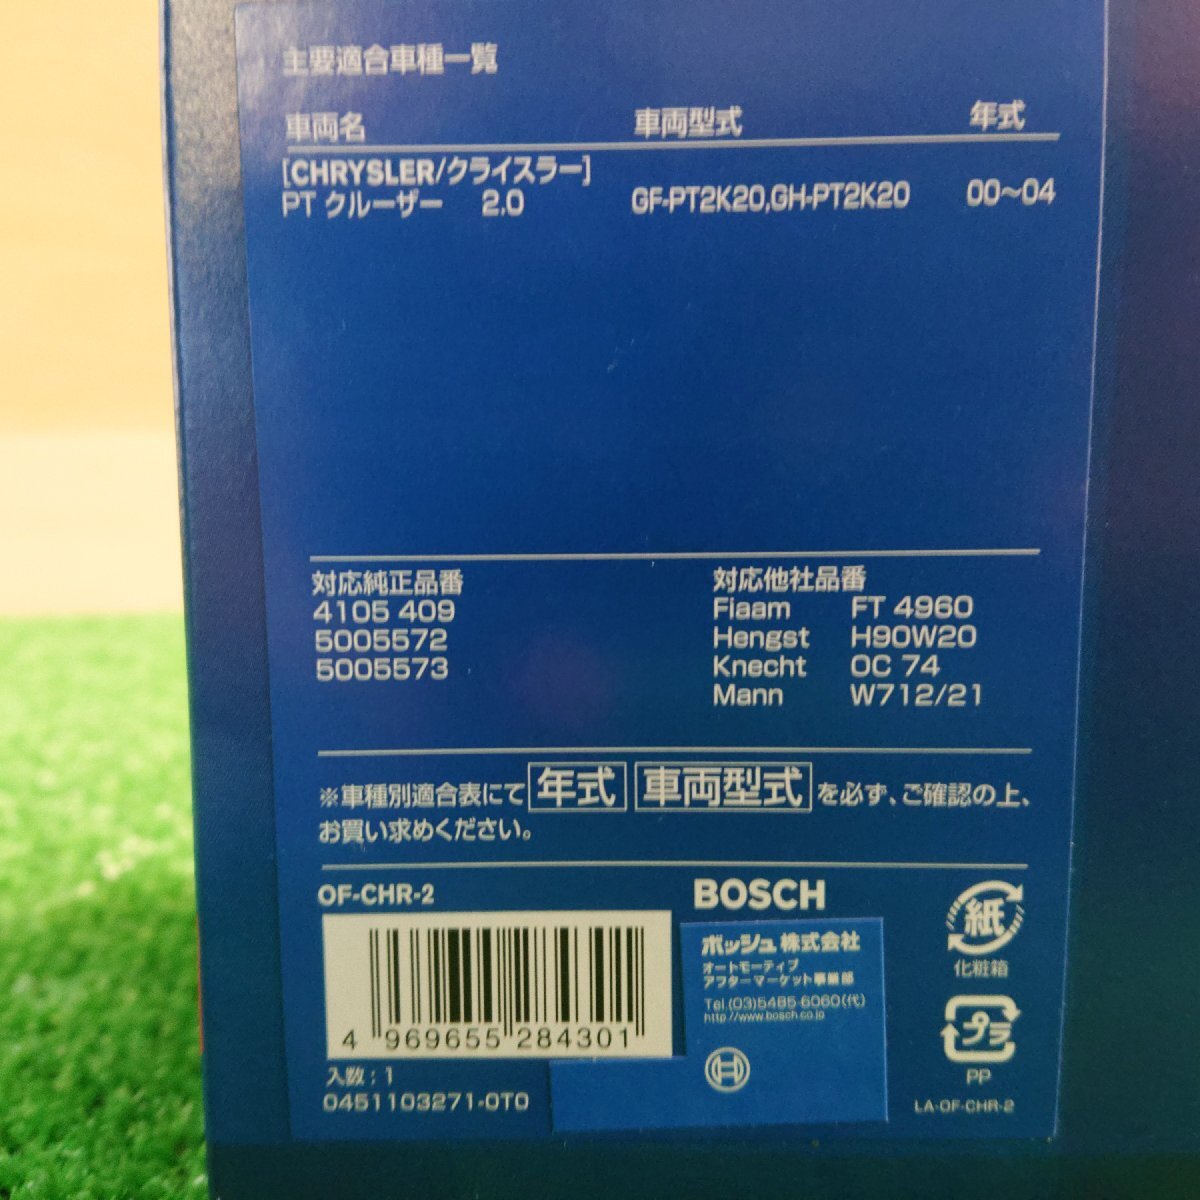 主要適合車種一覧
車両名 車両型式 年式
[CHRYSLER/クライスラー]
PT クルーザー 2.0 GF-PT2K20,GH-PT2K20 00~04
対応純正品番
4105 409
5005572
5005573
対応他社品番
Fiaam FT 4960
Hengst H90W20
Knecht OC 74
Mann W712/21
※車種別適合表にて 年式 車両型式 を必ず、ご確認の上、
お買い求めください。
OF-CHR-2
4 969655 284301
入数:1
0451103271-0T0
BOSCH
ボッシュ株式会社
オートモーティブ
アフターマーケット事業部
Tel.(03)5485-6060(代)
http://www.bosch.co.jp
紙
化粧箱
プラ
PP
LA-OF-CHR-2